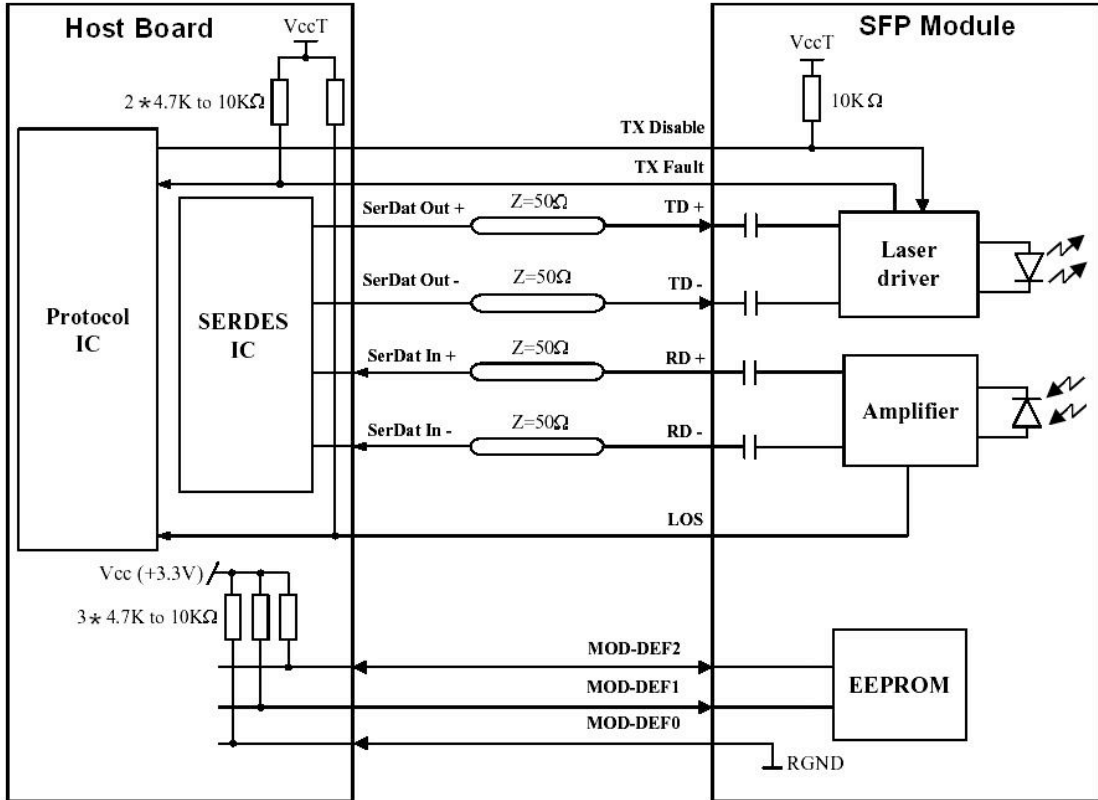 Host Board
SFP Module
VccT
VccT
2*4.7K to 10KΩ
10KΩ
TX Disable
TX Fault
SerDat Out +
Z=50Ω
TD +
Laser
driver
SerDat Out -
Z=50Ω
TD -
Protocol
IC
SERDES
IC
SerDat In +
Z=50Ω
RD +
Amplifier
SerDat In -
Z=50Ω
RD -
LOS
Vcc (+3.3V)
3*4.7K to 10KΩ
MOD-DEF2
EEPROM
MOD-DEF1
MOD-DEF0
RGND